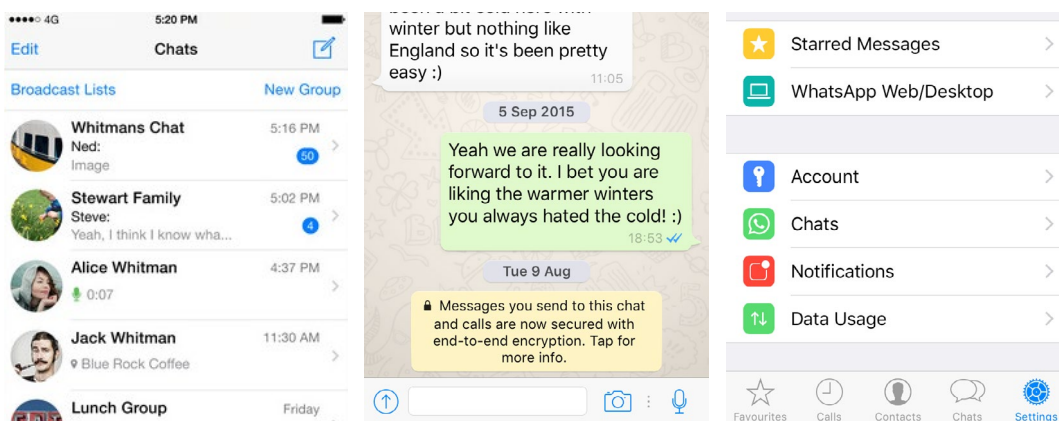 4G 5:20 PM
Edit Chats
Broadcast Lists New Group
Whitmans Chat 5:16 PM
Ned: 50
Image
Stewart Family 5:02 PM
Steve: 4
Yeah, I think I know wha...
Alice Whitman 4:37 PM
0:07
Jack Whitman 11:30 AM
Blue Rock Coffee
Lunch Group Friday
winter but nothing like
England so it's been pretty
easy :)
11:05
5 Sep 2015
Yeah we are really looking
forward to it. I bet you are
liking the warmer winters
you always hated the cold! :)
18:53
Tue 9 Aug
Messages you send to this chat
and calls are now secured with
end-to-end encryption. Tap for
more info.
Starred Messages
WhatsApp Web/Desktop
Account
Chats
Notifications
Data Usage
Favourites Calls Contacts Chats Settings